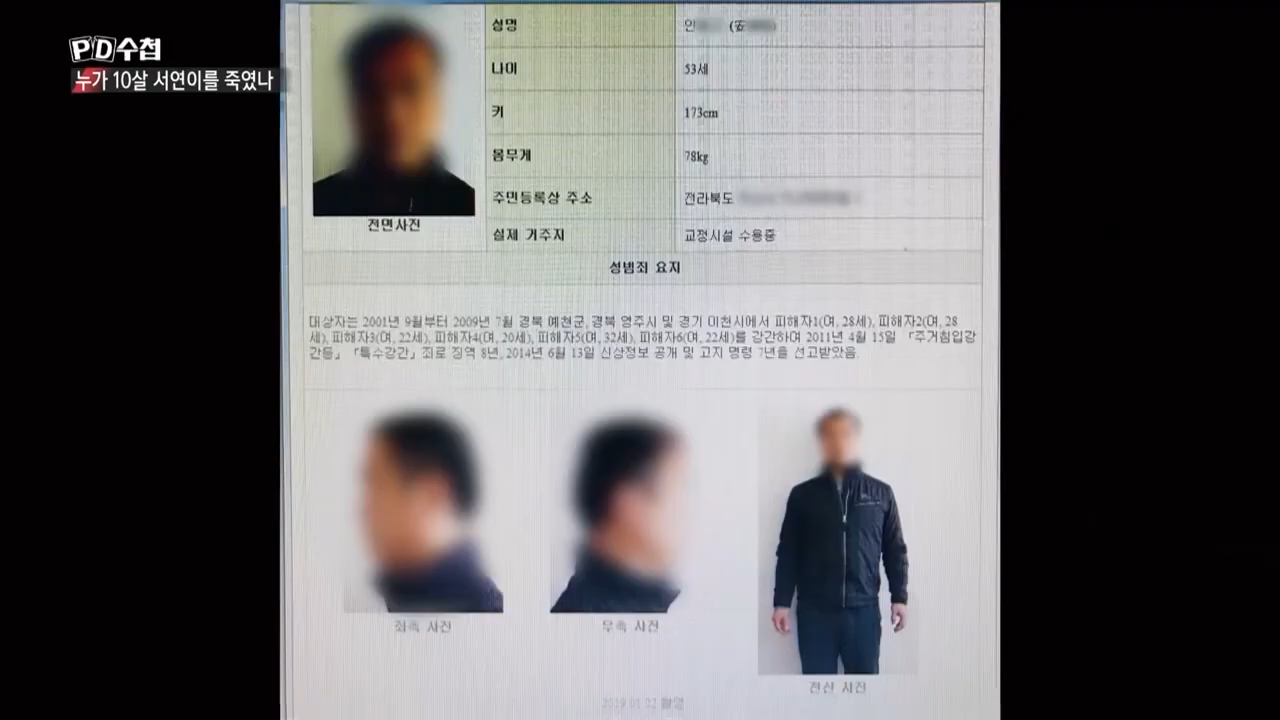 PD수첩
누가 10살 서연이를 죽였나
성명 안
나이 53세
키 173cm
몸무게 78kg
주민등록상 주소 전라북도
전면사진
실제 거주지 교정시설 수용중
성범죄 요지
대상자는 2001년 9월부터 2009년 7월 경북 예천군, 경북 영주시 및 경기 이천시에서 피해자1(여, 28세), 피해자2(여, 28
세), 피해자3(여, 22세), 피해자4(여, 20세), 피해자5(여, 32세), 피해자6(여, 22세)를 강간하여 2011년 4월 15일 「주거침입강
간등」 「특수강간」죄로 징역 8년, 2014년 6월 13일 신상정보 공개 및 고지 명령 7년을 선고받았음.
좌측 사진
우측 사진
전신 사진
2019.01.02 촬영